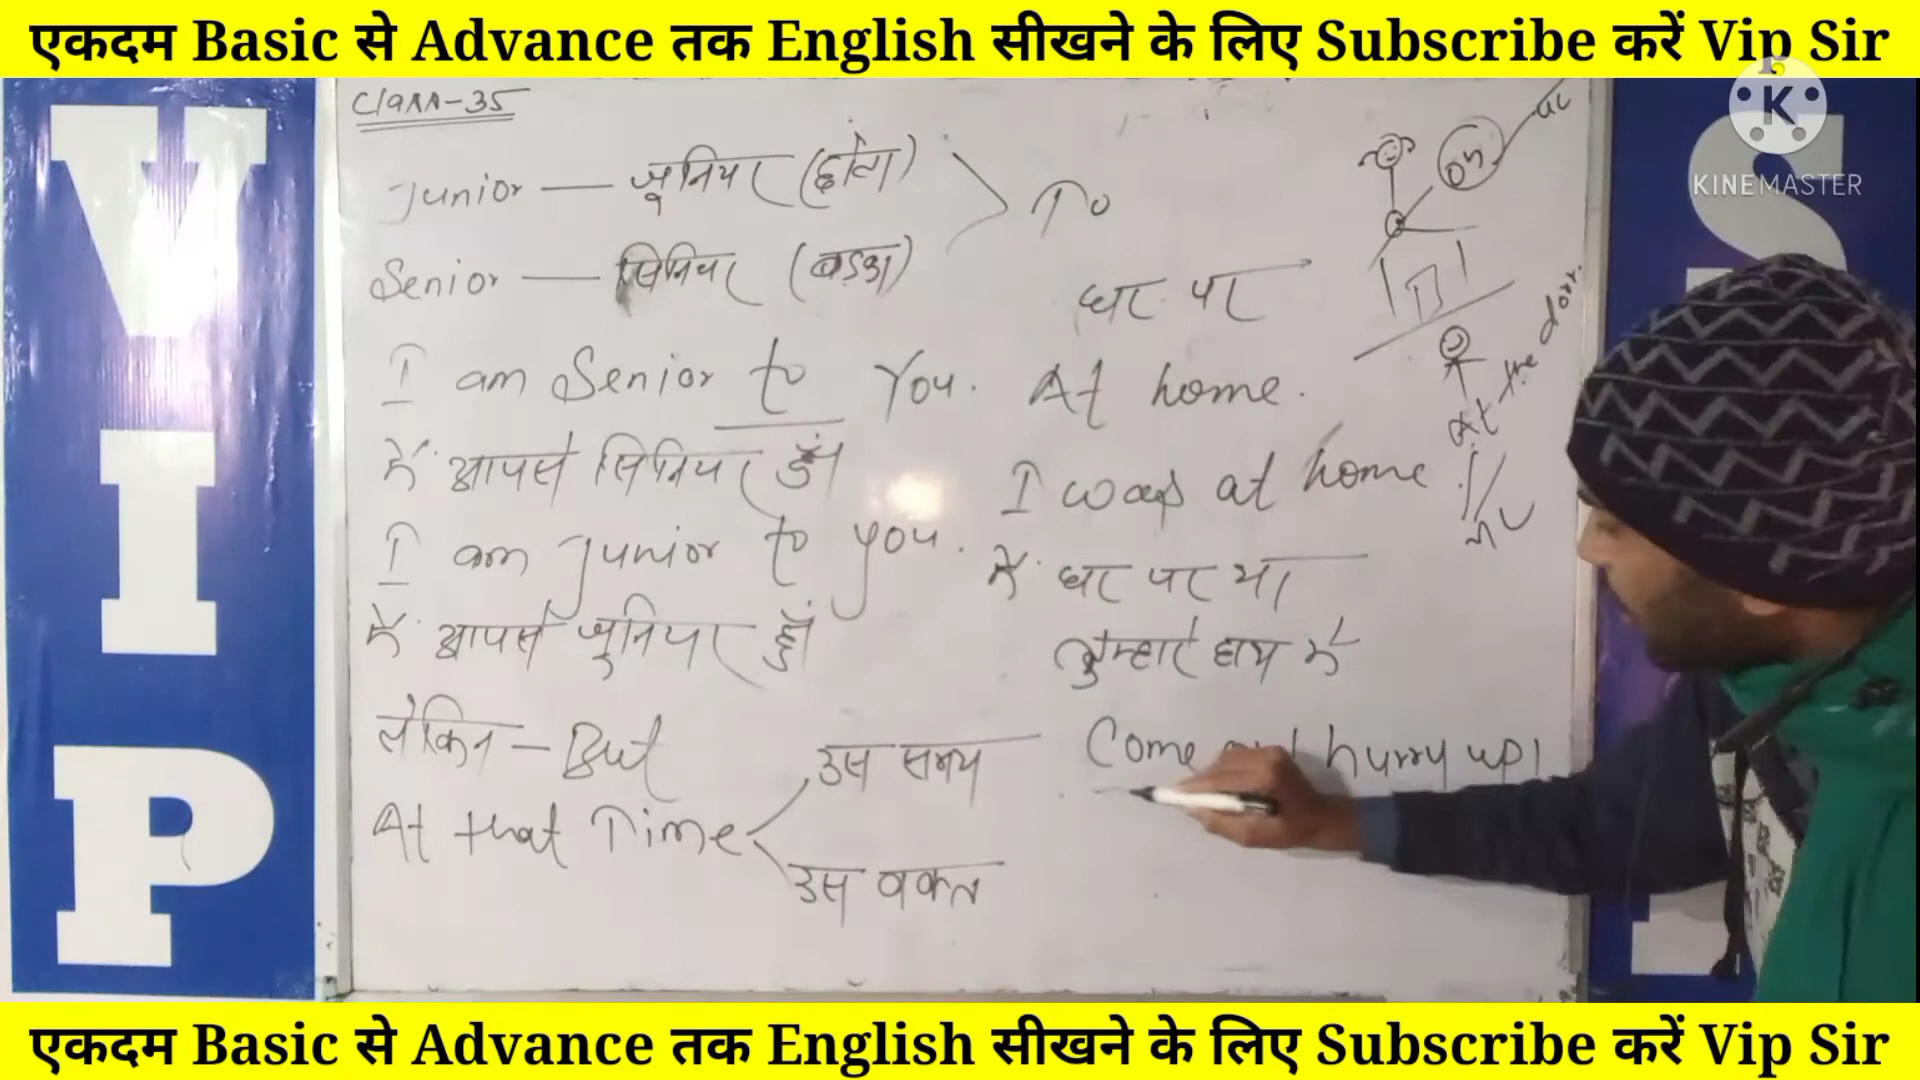 एकदम Basic से Advance तक English सीखने के लिए Subscribe करें Vip Sir
VIP
S
KINEMASTER
Class-35
Junior — जूनियर (छोटा)
Senior — सिनियर (बड़का)
To
I am Senior to You.
मैं आपसे सिनियर हूँ
I am Junior to you.
मैं आपसे जुनियर हूँ
लेकिन — But
At that Time
उस समय
उस वक्त
घर पर
At home.
I was at home.
मैं घर पर था
तुम्हारे हाथ में
Come hurry up!
On
At the dorr.
एकदम Basic से Advance तक English सीखने के लिए Subscribe करें Vip Sir